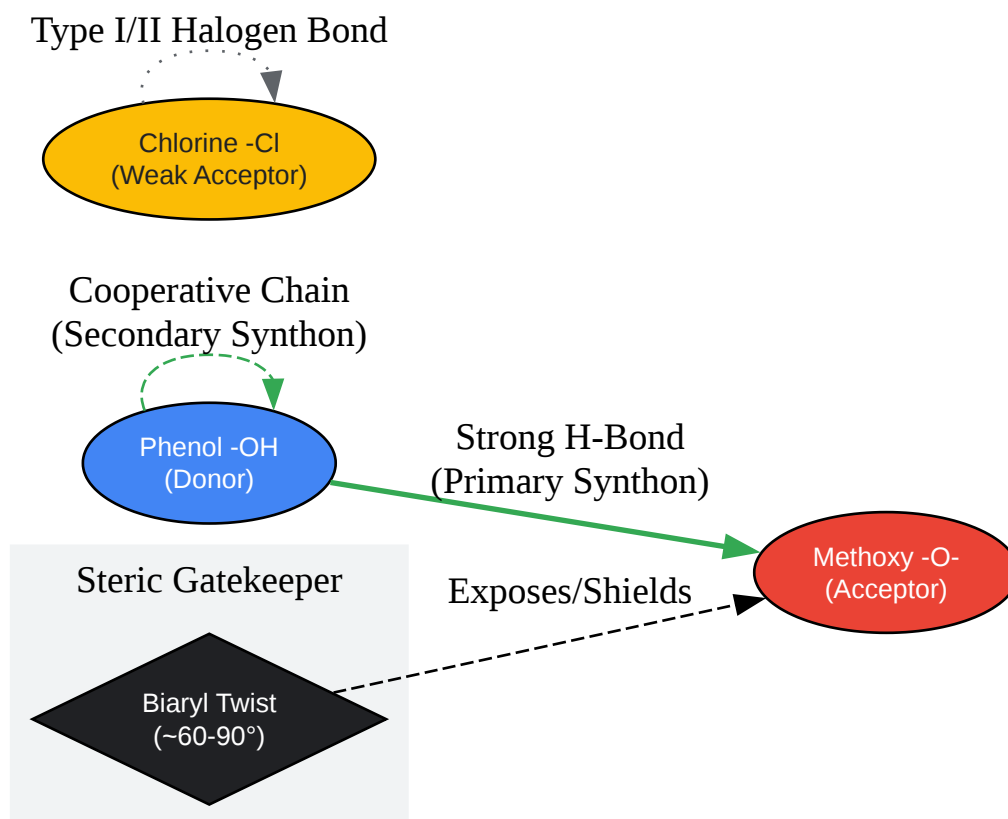 Type I/II Halogen Bond
Chlorine -Cl
(Weak Acceptor)
Cooperative Chain
(Secondary Synthon)
Phenol -OH
(Donor)
Strong H-Bond
(Primary Synthon)
Methoxy -O-
(Acceptor)
Steric Gatekeeper
Exposes/Shields
Biaryl Twist
(~60-90°)